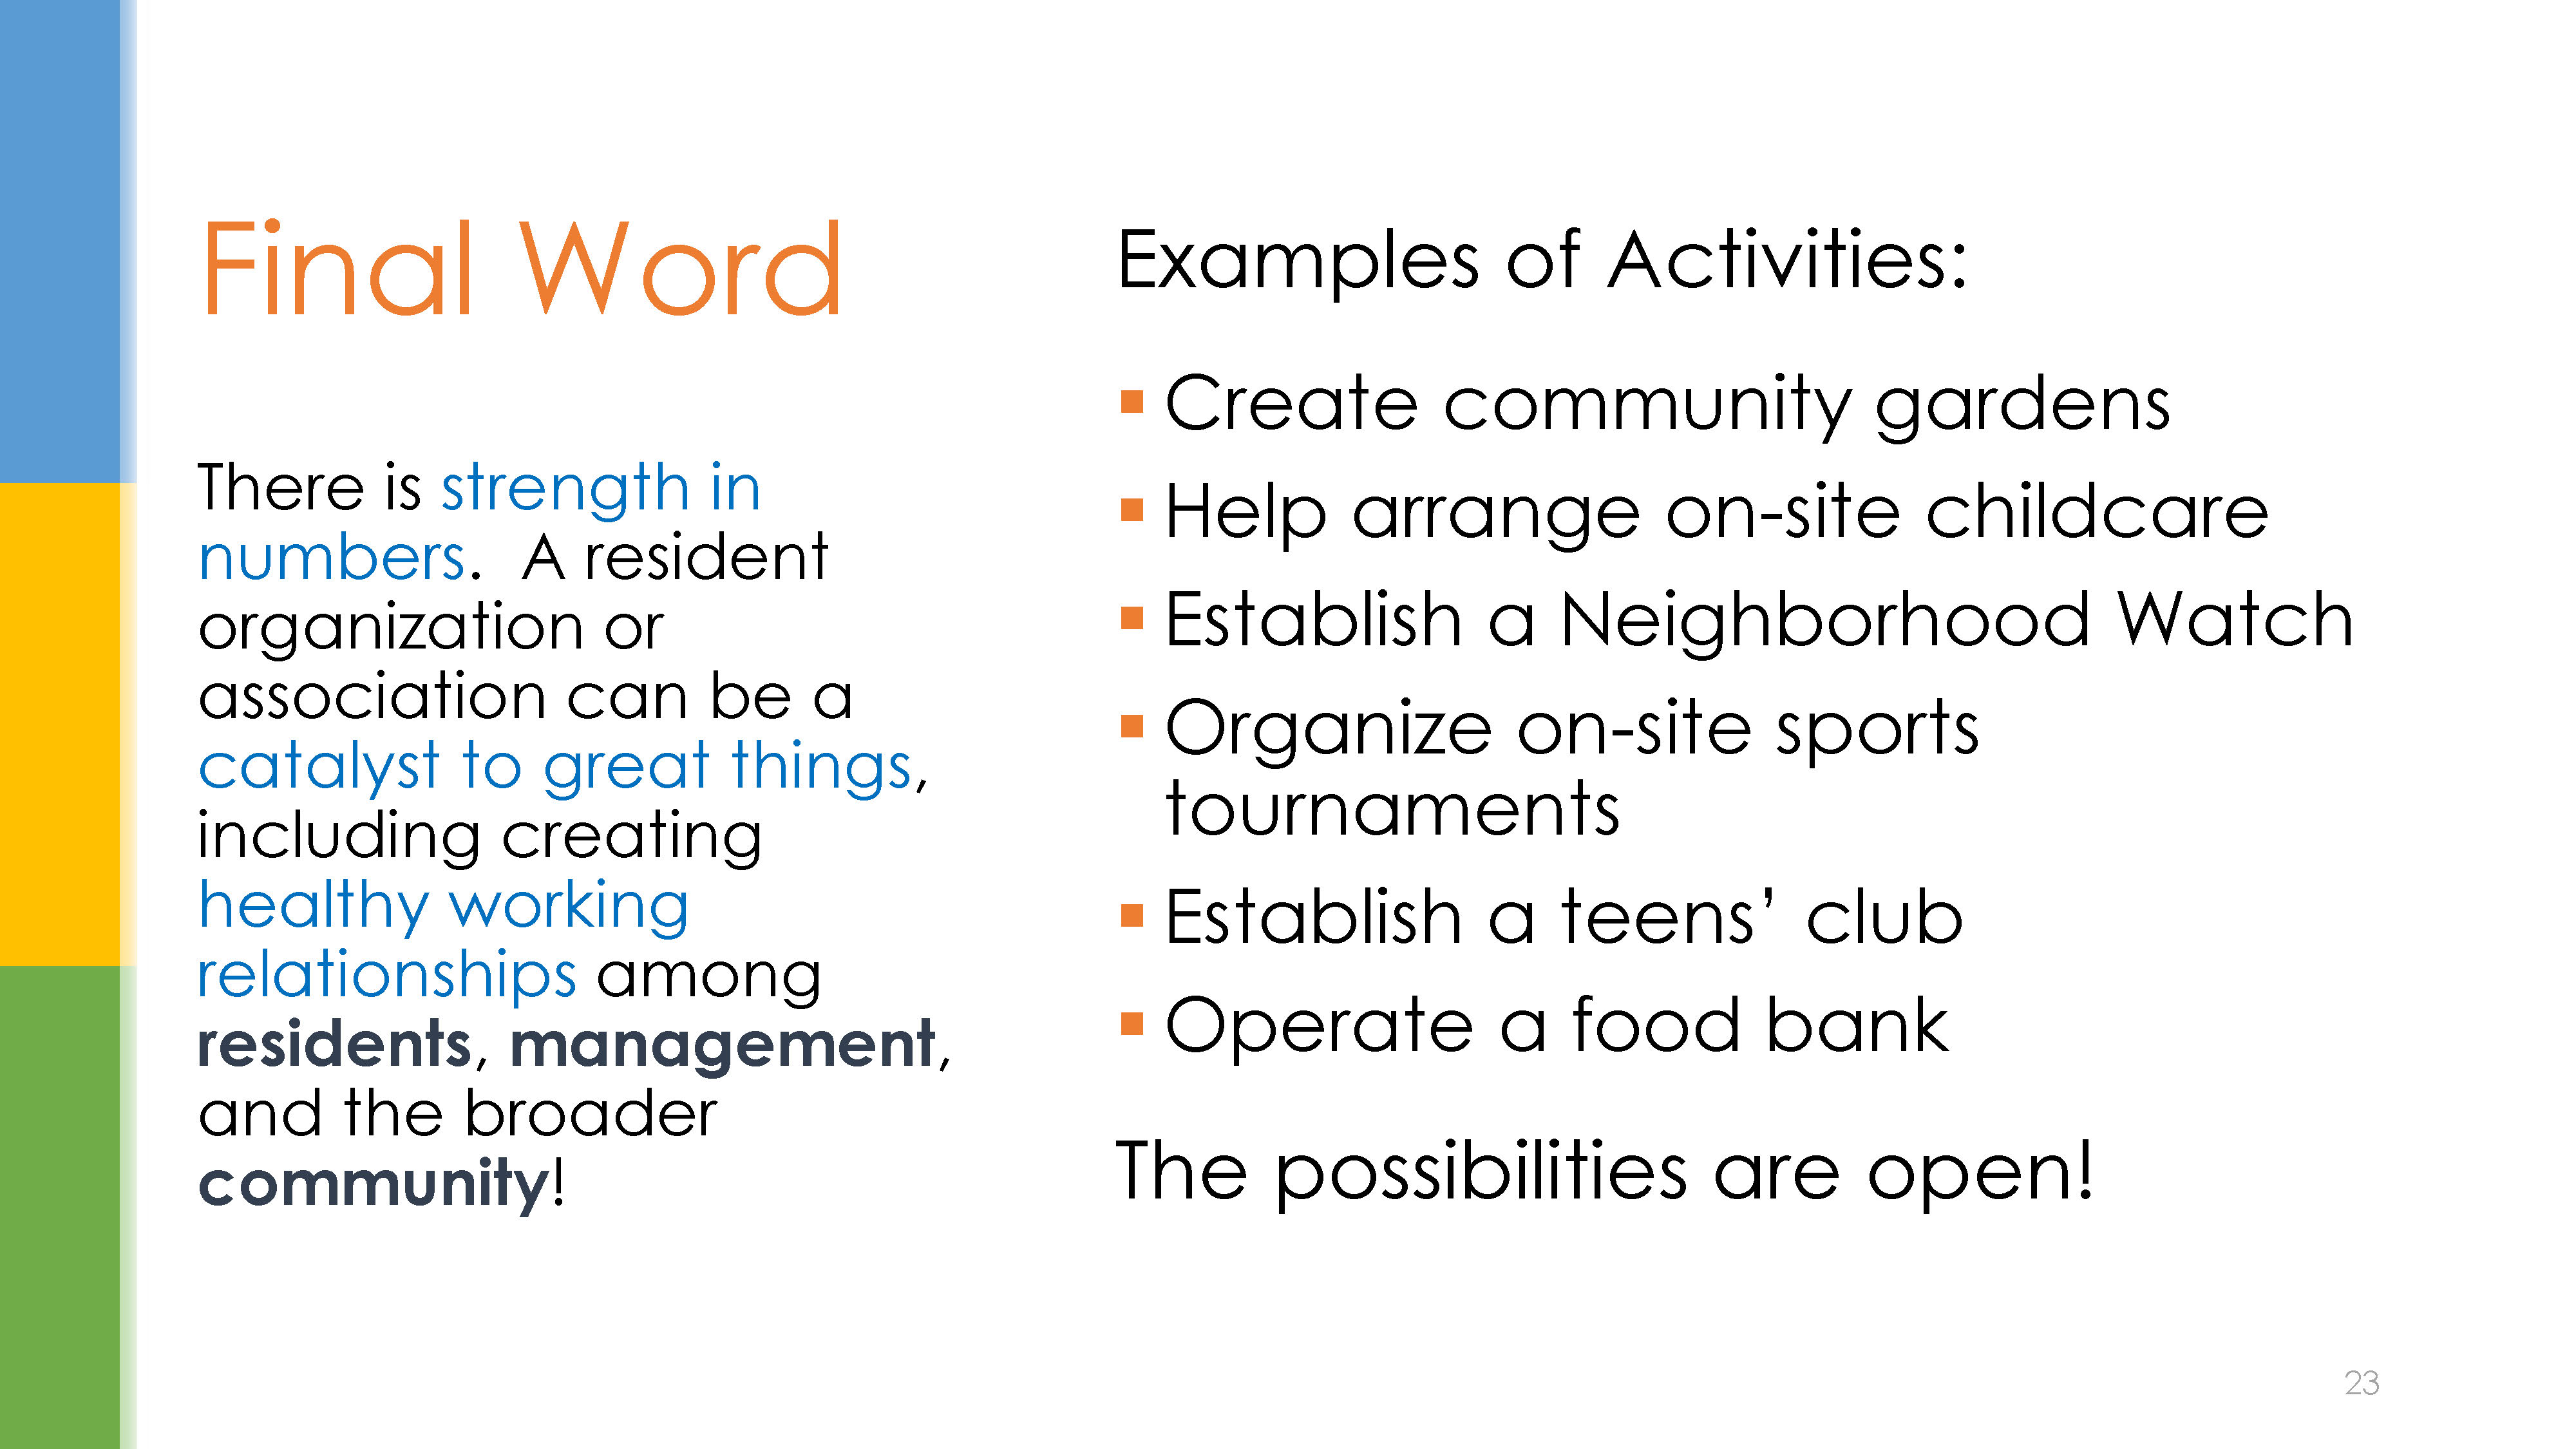 Final Word
There is strength in
numbers. A resident
organization or
association can be a
catalyst to great things,
including creating
healthy working
relationships among
residents, management,
and the broader
community!
Examples of Activities:
▪ Create community gardens
▪ Help arrange on-site childcare
▪ Establish a Neighborhood Watch
▪ Organize on-site sports
tournaments
▪ Establish a teens’ club
▪ Operate a food bank
The possibilities are open!
23